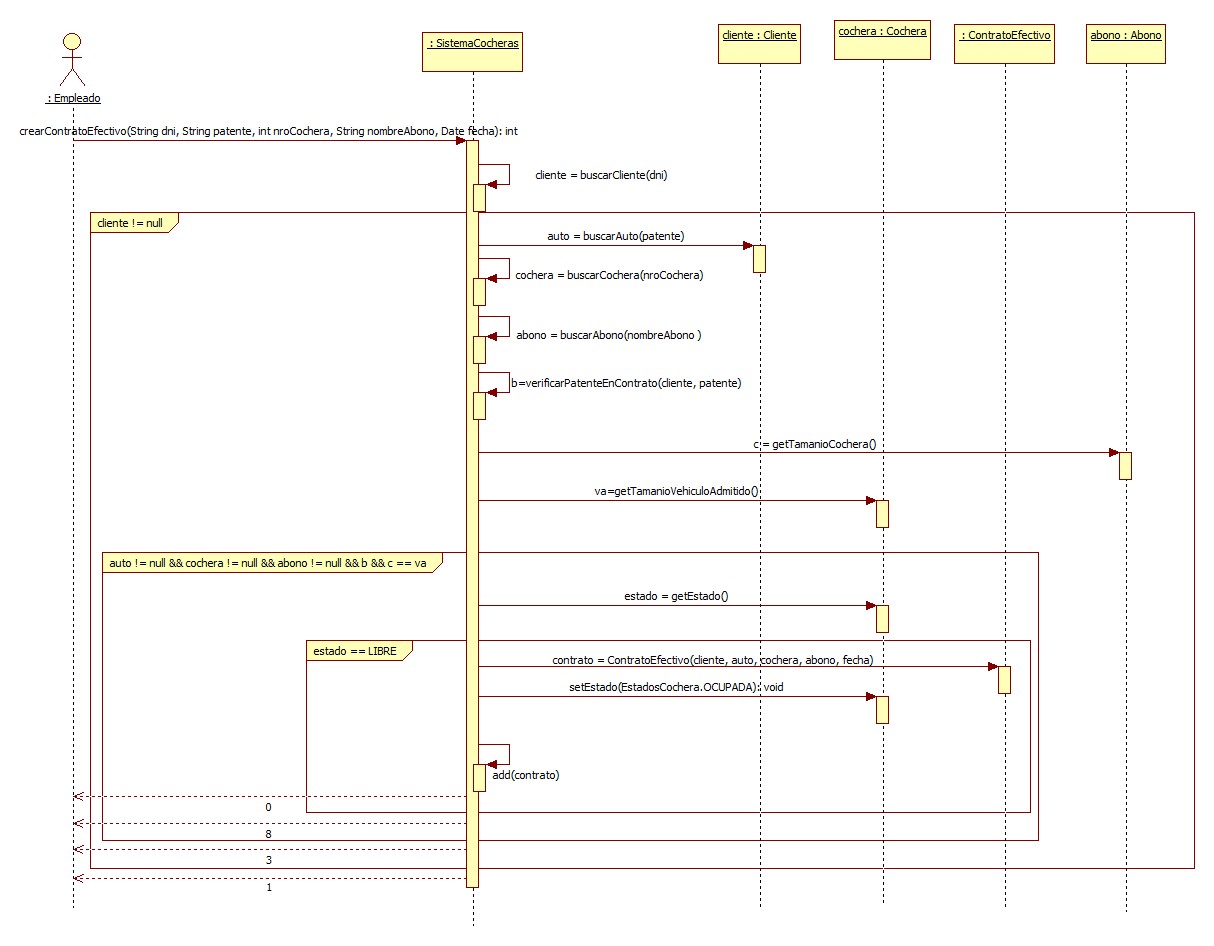 : SistemaCocheras
cliente : Cliente
cochera : Cochera
: ContratoEfectivo
abono : Abono
: Empleado
crearContratoEfectivo(String dni, String patente, int nroCochera, String nombreAbono, Date fecha): int
cliente = buscarCliente(dni)
cliente != null
auto = buscarAuto(patente)
cochera = buscarCochera(nroCochera)
abono = buscarAbono(nombreAbono )
b=verificarPatenteEnContrato(cliente, patente)
c = getTamanioCochera()
va=getTamanioVehiculoAdmitido()
auto != null && cochera != null && abono != null && b && c == va
estado = getEstado()
estado == LIBRE
contrato = ContratoEfectivo(cliente, auto, cochera, abono, fecha)
setEstado(EstadosCochera.OCUPADA): void
add(contrato)
0
8
3
1